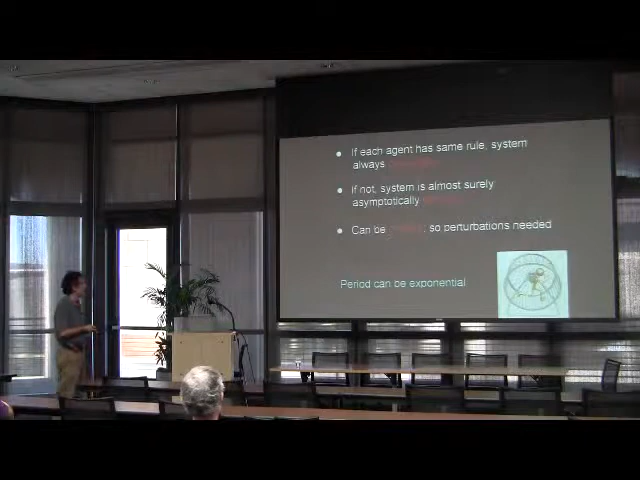 If each agent has same rule, system
always
If not, system is almost surely
asymptotically
Can be ; so perturbations needed
Period can be exponential